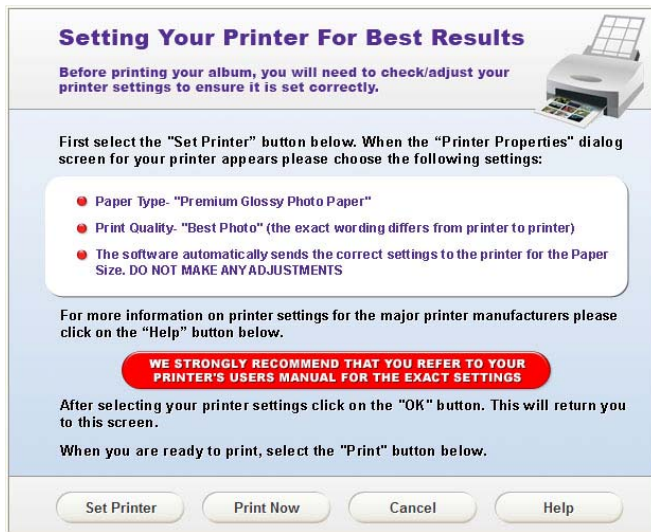 Setting Your Printer For Best Results
Before printing your album, you will need to check/adjust your
printer settings to ensure it is set correctly.
First select the "Set Printer” button below. When the “Printer Properties" dialog
screen for your printer appears please choose the following settings:
Paper Type- "Premium Glossy Photo Paper"
Print Quality- "Best Photo" (the exact wording differs from printer to printer)
The software automatically sends the correct settings to the printer for the Paper
Size. DO NOT MAKE ANY ADJUSTMENTS
For more information on printer settings for the major printer manufacturers please
click on the “Help” button below.
WE STRONGLY RECOMMEND THAT YOU REFER TO YOUR
PRINTER'S USERS MANUAL FOR THE EXACT SETTINGS
After selecting your printer settings click on the "OK" button. This will return you
to this screen.
When you are ready to print, select the "Print" button below.
Set Printer
Print Now
Cancel
Help